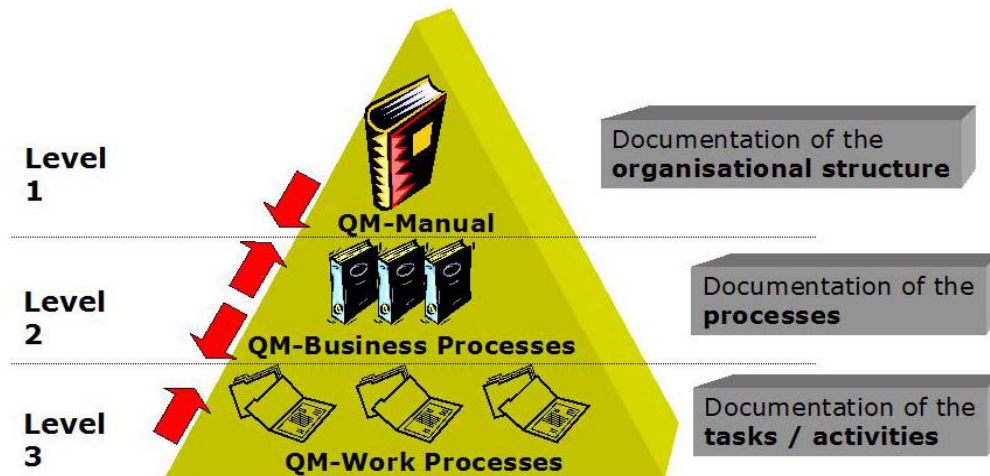 Level
1
QM-Manual
Documentation of the
organisational structure
Level
2
QM-Business Processes
Documentation of the
processes
Level
3
QM-Work Processes
Documentation of the
tasks / activities